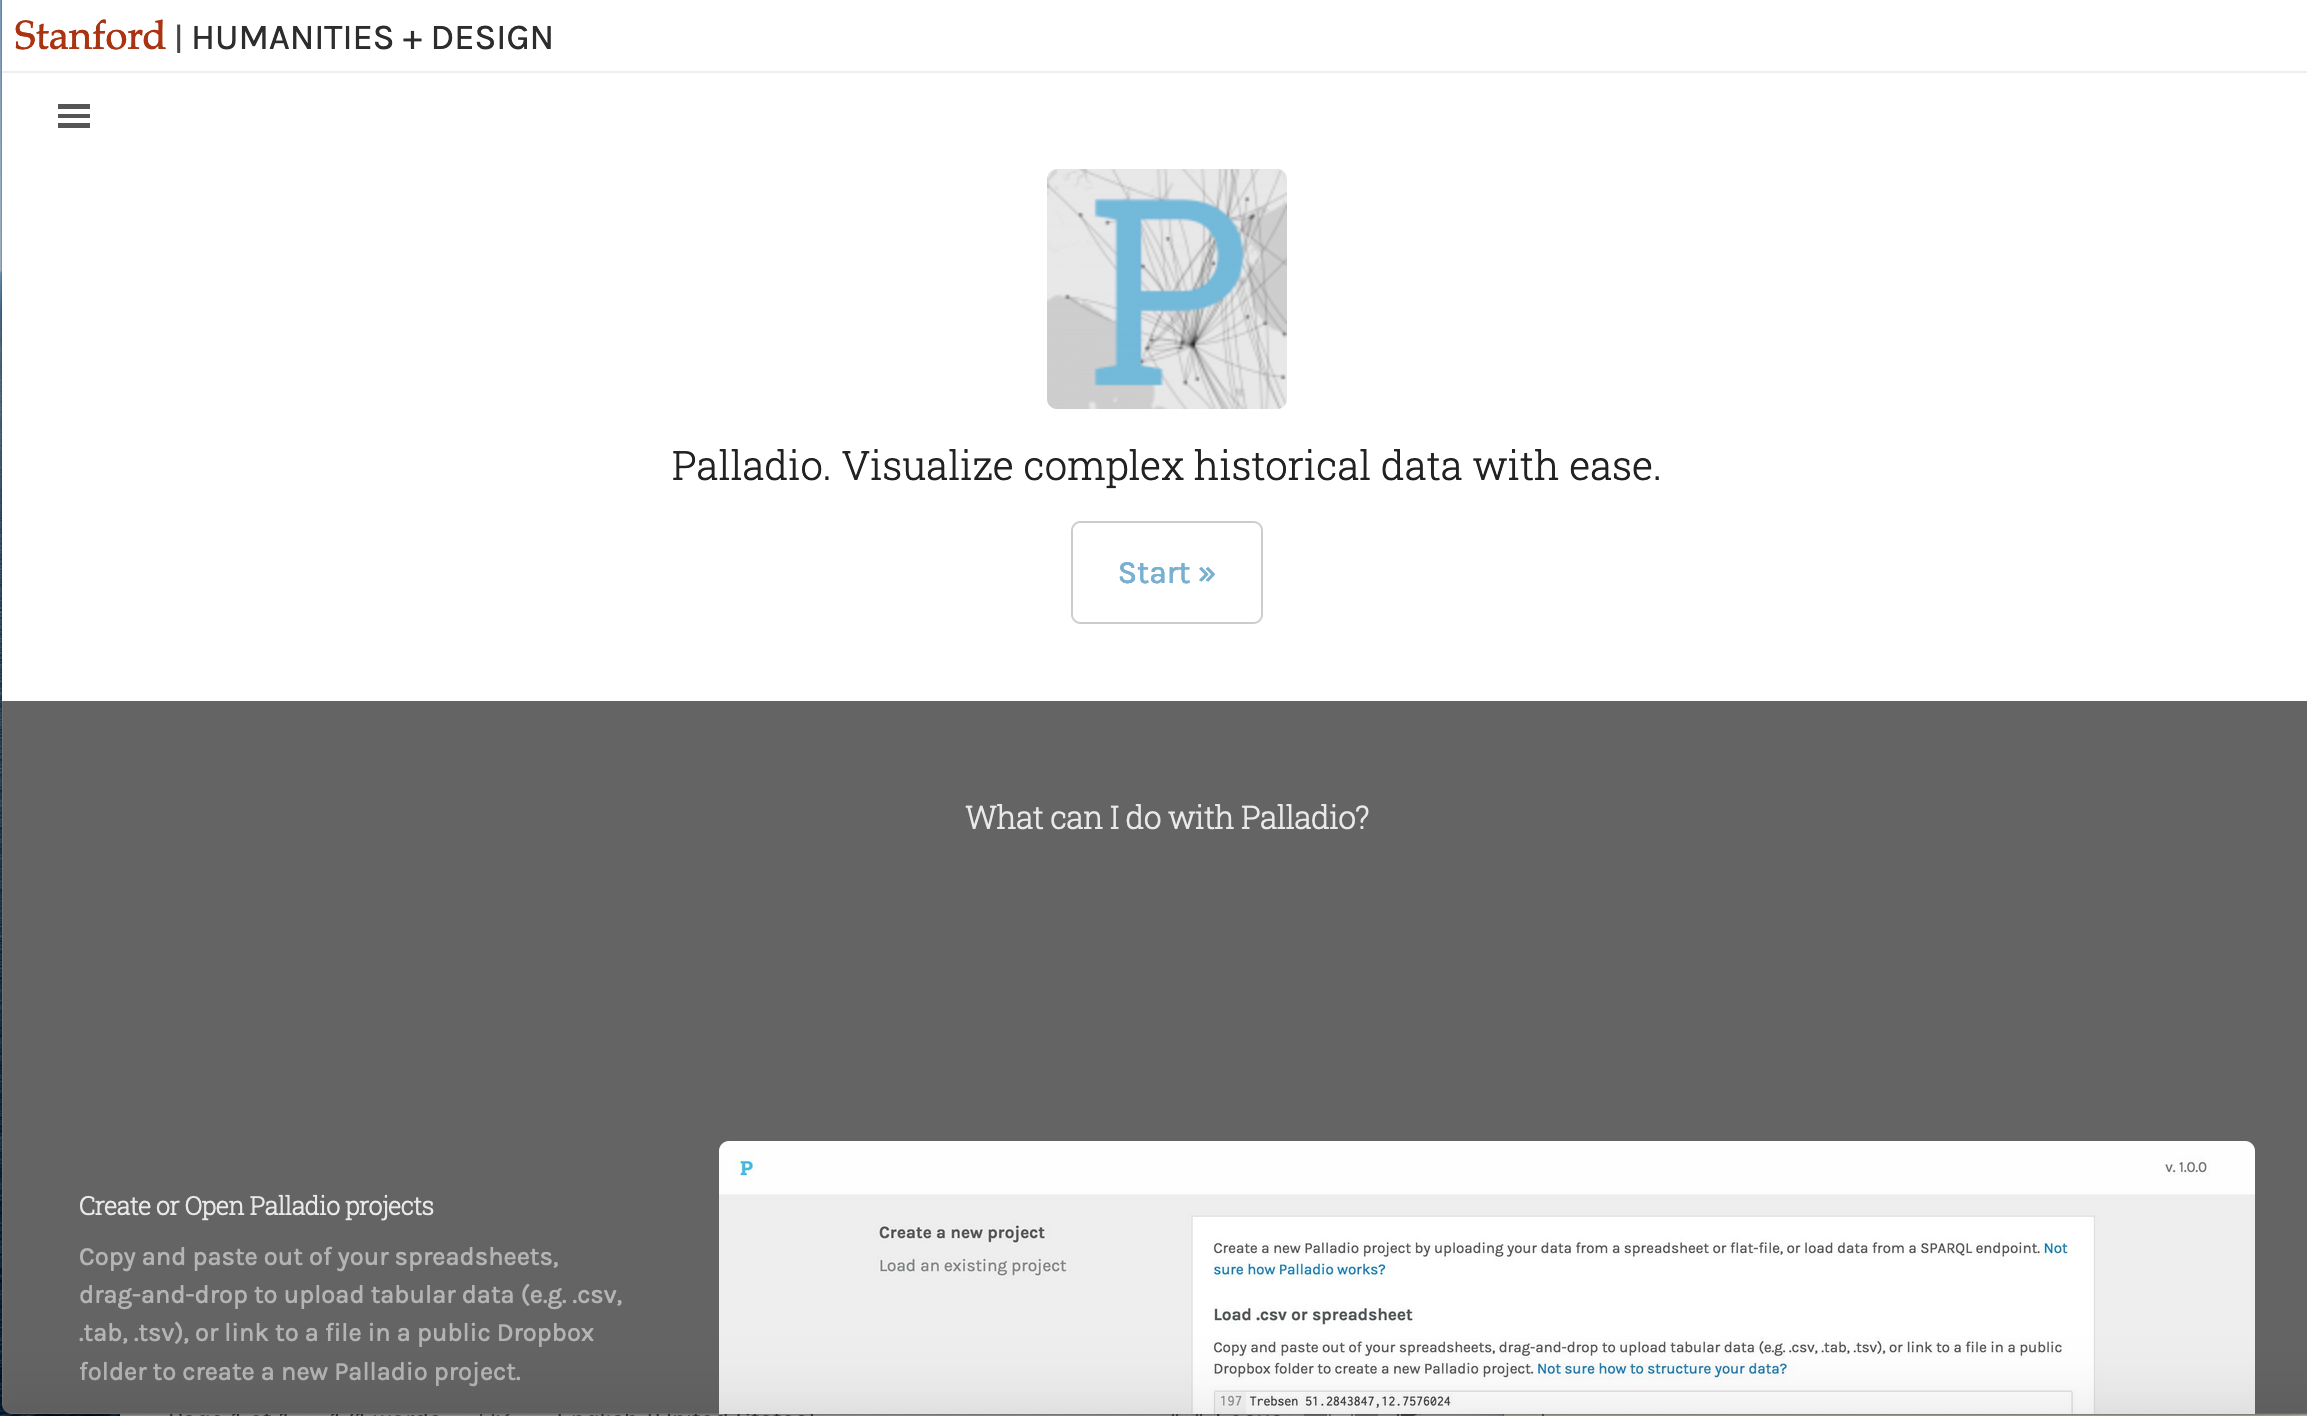 Stanford | HUMANITIES + DESIGN
P
Palladio. Visualize complex historical data with ease.
Start »
What can I do with Palladio?
P
v. 1.0.0
Create or Open Palladio projects
Copy and paste out of your spreadsheets,
drag-and-drop to upload tabular data (e.g. .csv,
.tab, .tsv), or link to a file in a public Dropbox
folder to create a new Palladio project.
Create a new project
Load an existing project
Create a new Palladio project by uploading your data from a spreadsheet or flat-file, or load data from a SPARQL endpoint. Not
sure how Palladio works?
Load .csv or spreadsheet
Copy and paste out of your spreadsheets, drag-and-drop to upload tabular data (e.g. .csv, .tab, .tsv), or link to a file in a public
Dropbox folder to create a new Palladio project. Not sure how to structure your data?
197 Trebsen 51.2843847,12.7576024